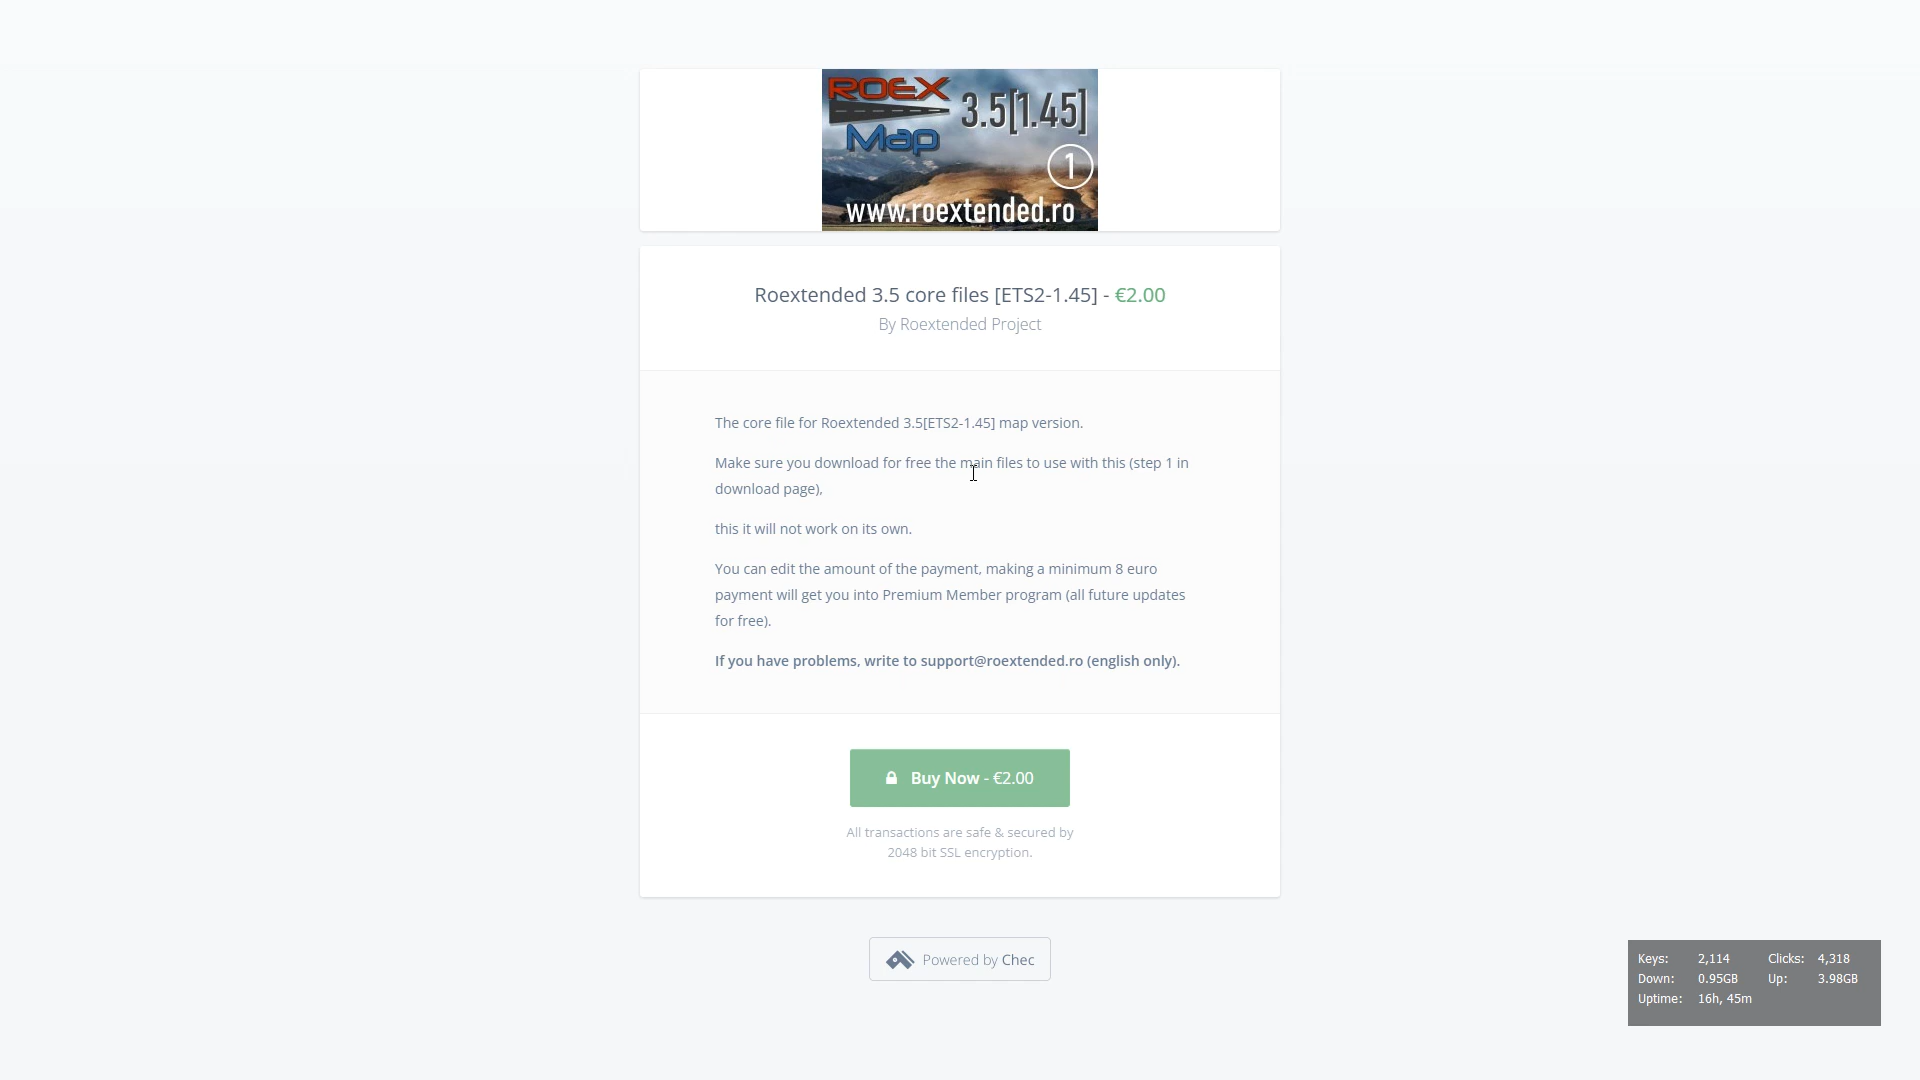 ROEX
Map
3.5[1.45]
1
www.roextended.ro
Roextended 3.5 core files [ETS2-1.45] - €2.00
By Roextended Project
The core file for Roextended 3.5[ETS2-1.45] map version.
Make sure you download for free the main files to use with this (step 1 in
download page),
this it will not work on its own.
You can edit the amount of the payment, making a minimum 8 euro
payment will get you into Premium Member program (all future updates
for free).
If you have problems, write to support@roextended.ro (english only).
Buy Now - €2.00
All transactions are safe & secured by
2048 bit SSL encryption.
Powered by Chec
Keys: 2,114 Clicks: 4,318
Down: 0.95GB Up: 3.98GB
Uptime: 16h, 45m